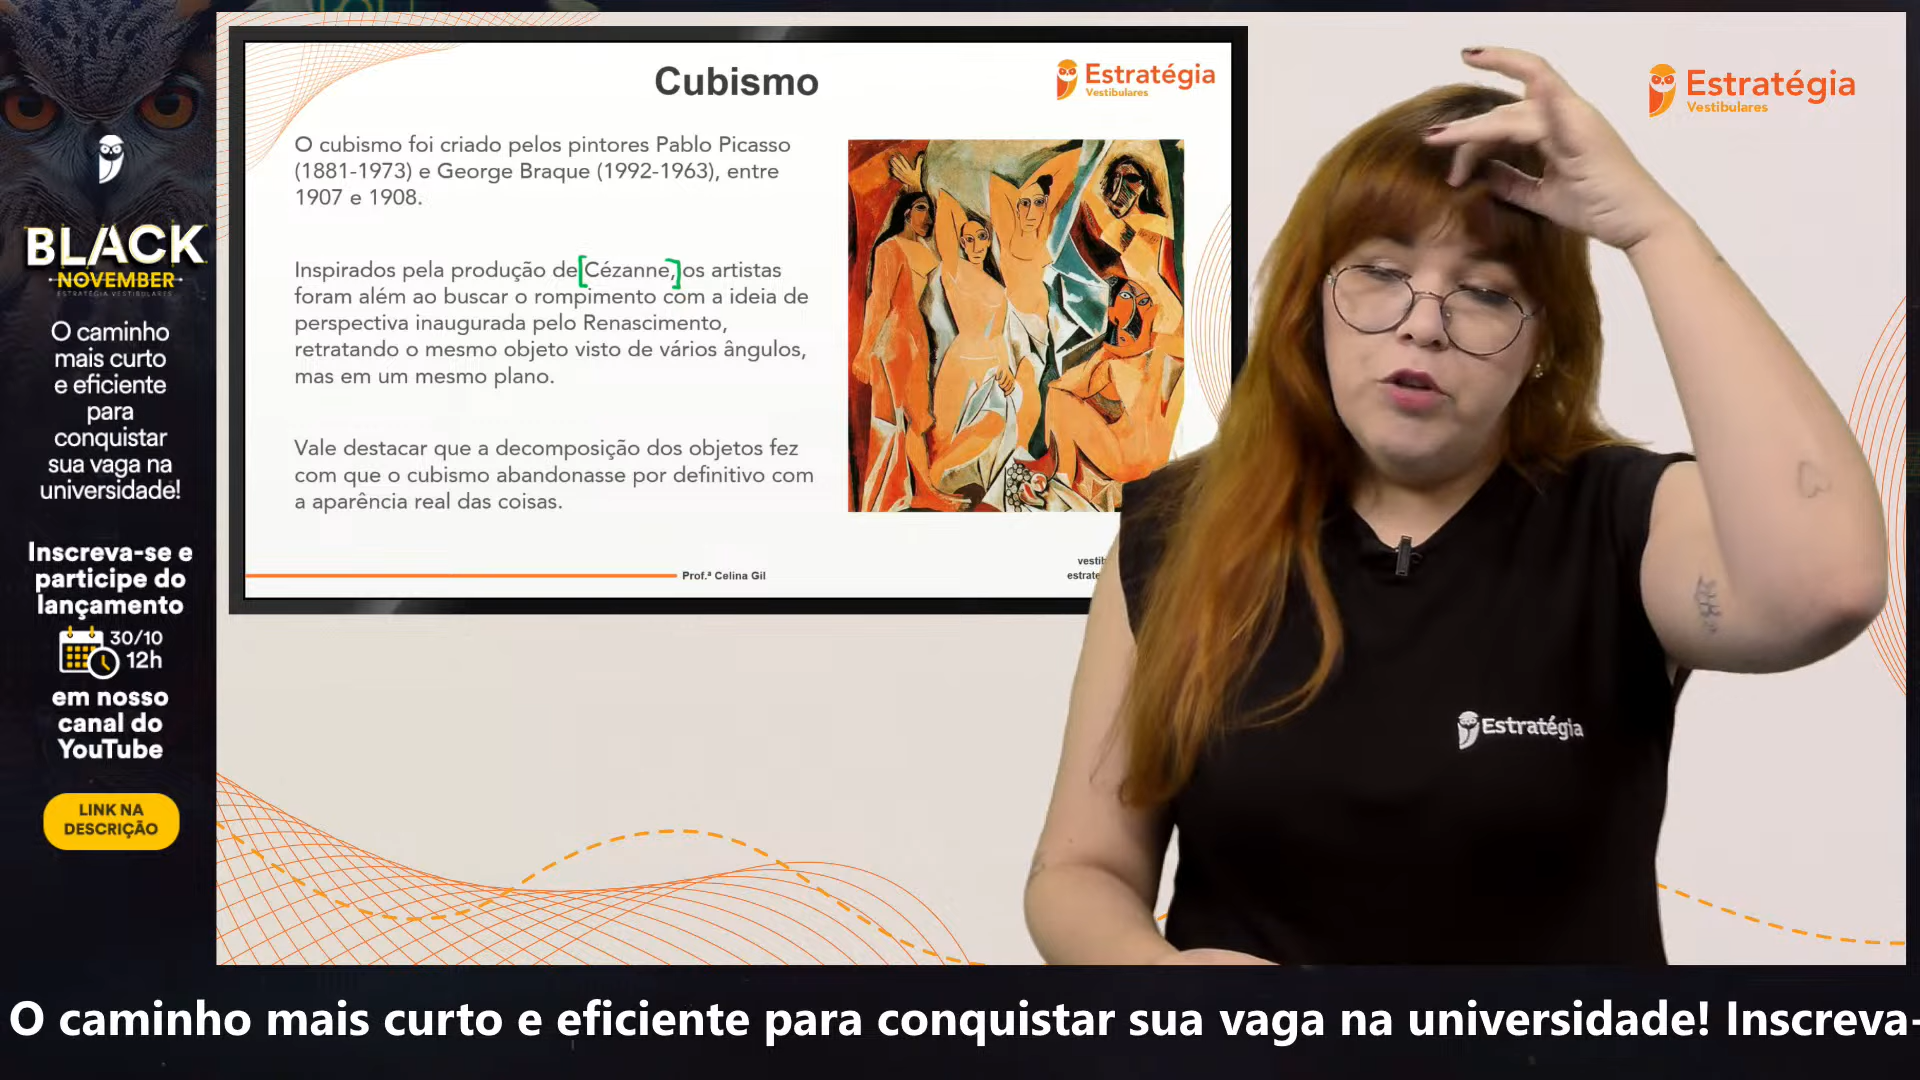 BLACK
NOVEMBER
ESTRATÉGIA VESTIBULARES
O caminho
mais curto
e eficiente
para
conquistar
sua vaga na
universidade!
Inscreva-se e
participe do
lançamento
30/10
12h
em nosso
canal do
YouTube
LINK NA
DESCRIÇÃO
Cubismo
Estratégia
Vestibulares
O cubismo foi criado pelos pintores Pablo Picasso
(1881-1973) e George Braque (1992-1963), entre
1907 e 1908.
Inspirados pela produção de [Cézanne,] os artistas
foram além ao buscar o rompimento com a ideia de
perspectiva inaugurada pelo Renascimento,
retratando o mesmo objeto visto de vários ângulos,
mas em um mesmo plano.
Vale destacar que a decomposição dos objetos fez
com que o cubismo abandonasse por definitivo com
a aparência real das coisas.
Prof.ª Celina Gil
Estratégia
Vestibulares
Estratégia
O caminho mais curto e eficiente para conquistar sua vaga na universidade! Inscreva-